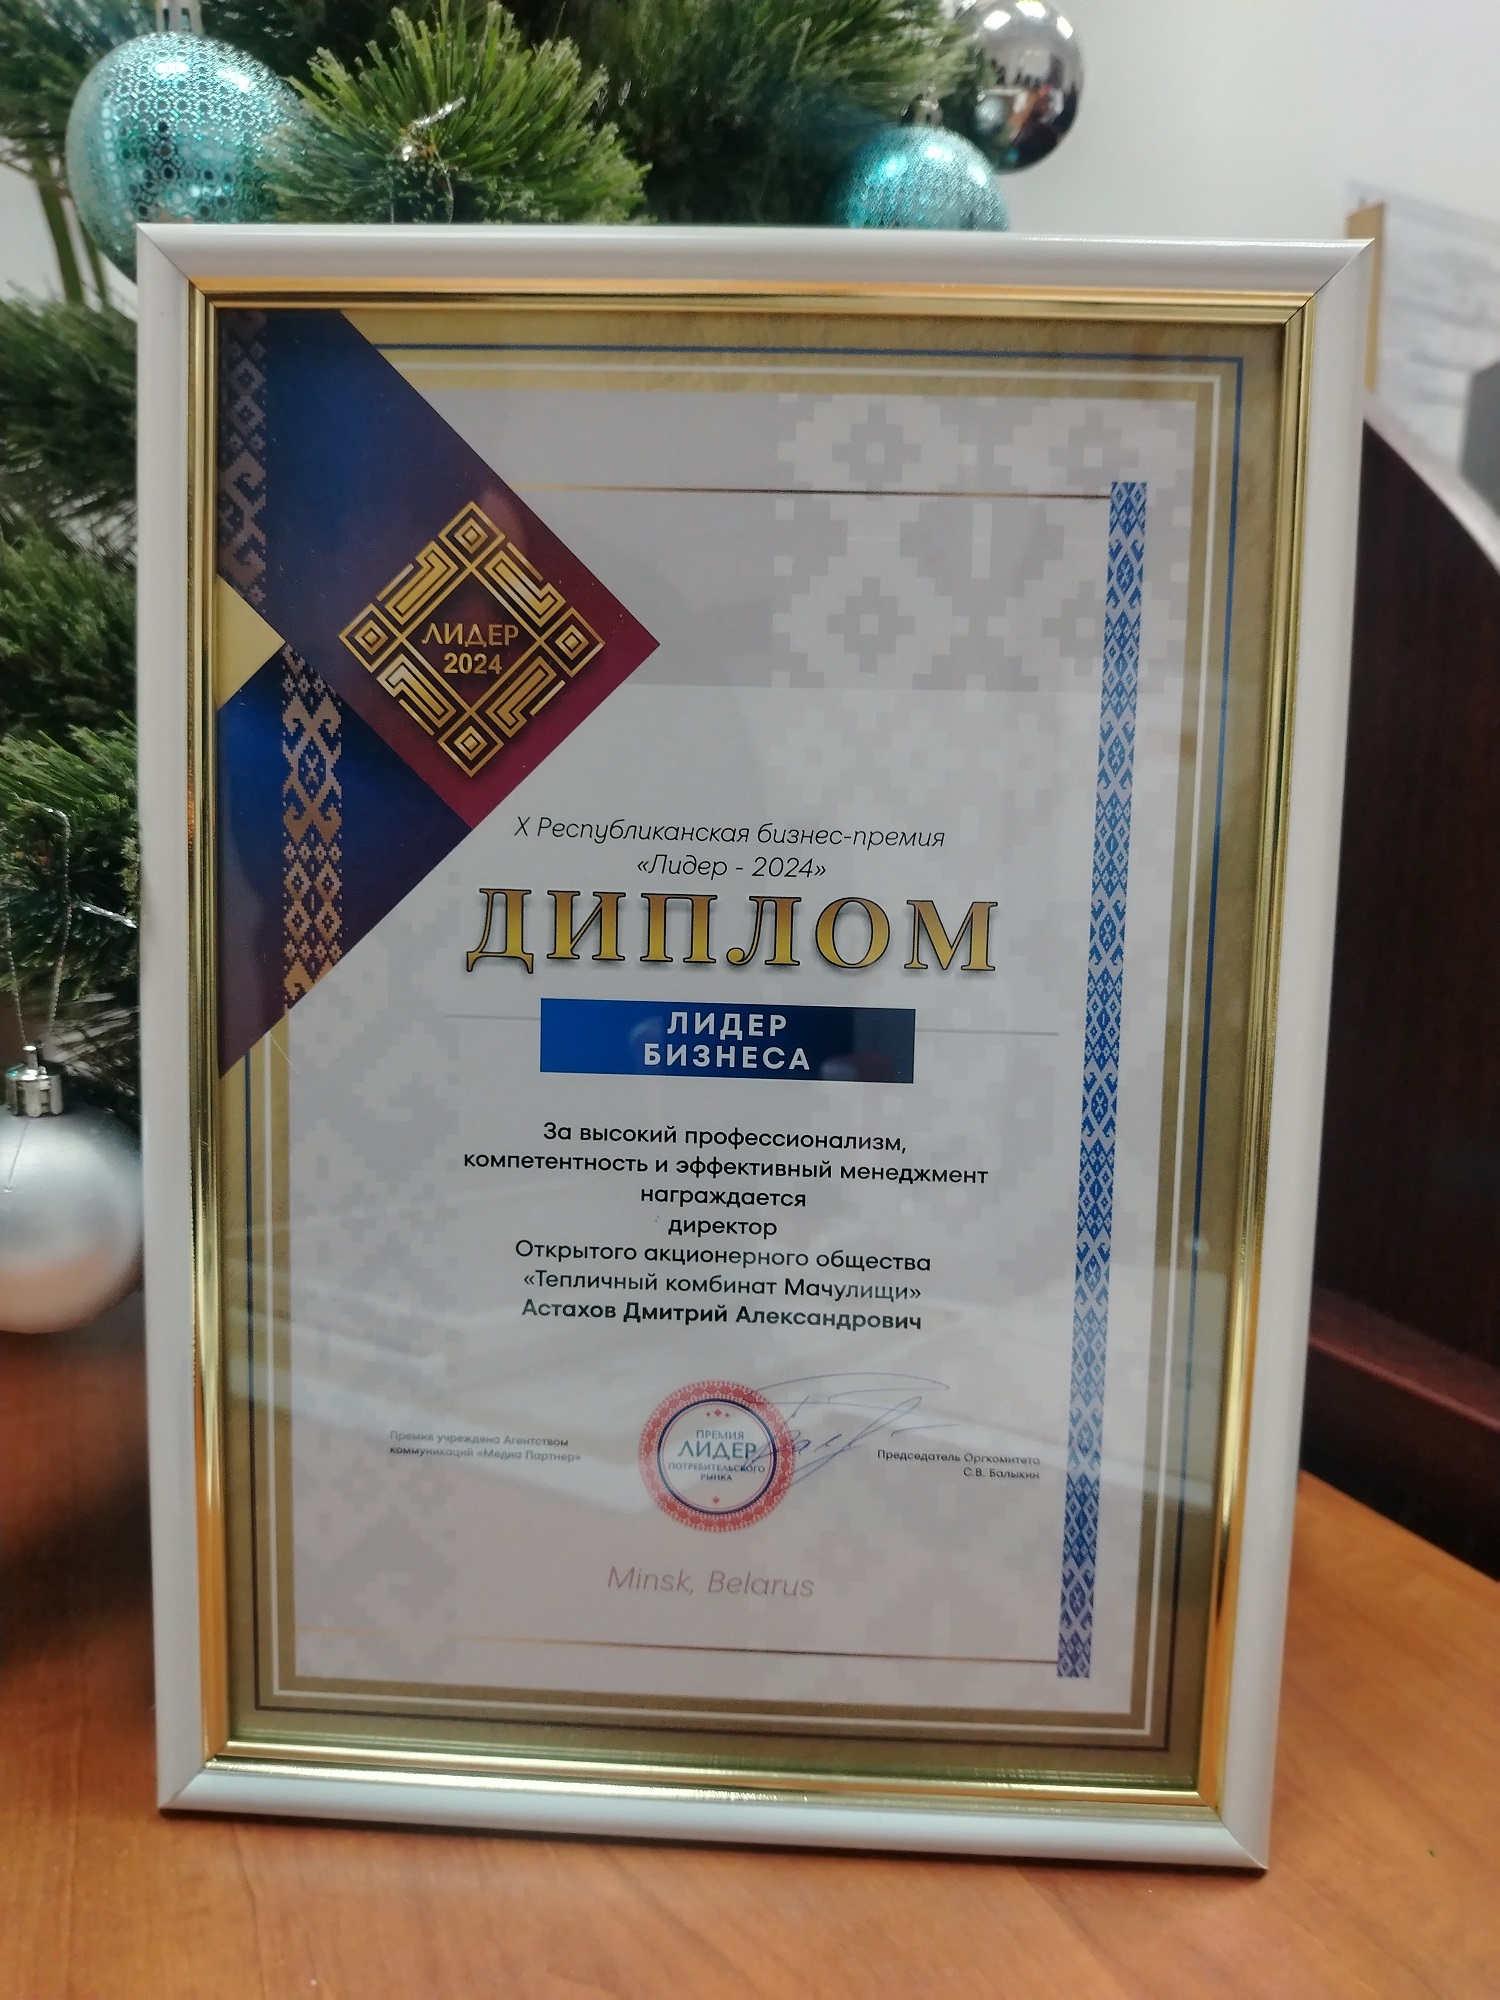 ЛИДЕР
2024
X Республиканская бизнес-премия
«Лидер - 2024»
ДИПЛОМ
ЛИДЕР
БИЗНЕСА
За высокий профессионализм,
компетентность и эффективный менеджмент
награждается
директор
Открытого акционерного общества
«Тепличный комбинат Мачулищи»
Астахов Дмитрий Александрович
Премия учреждена Агентством
коммуникаций «Медиа Партнер»
ПРЕМИЯ
ЛИДЕР
ПОТРЕБИТЕЛЬСКОГО
РЫНКА
Председатель Оргкомитета
С.В. Балыкин
Minsk, Belarus